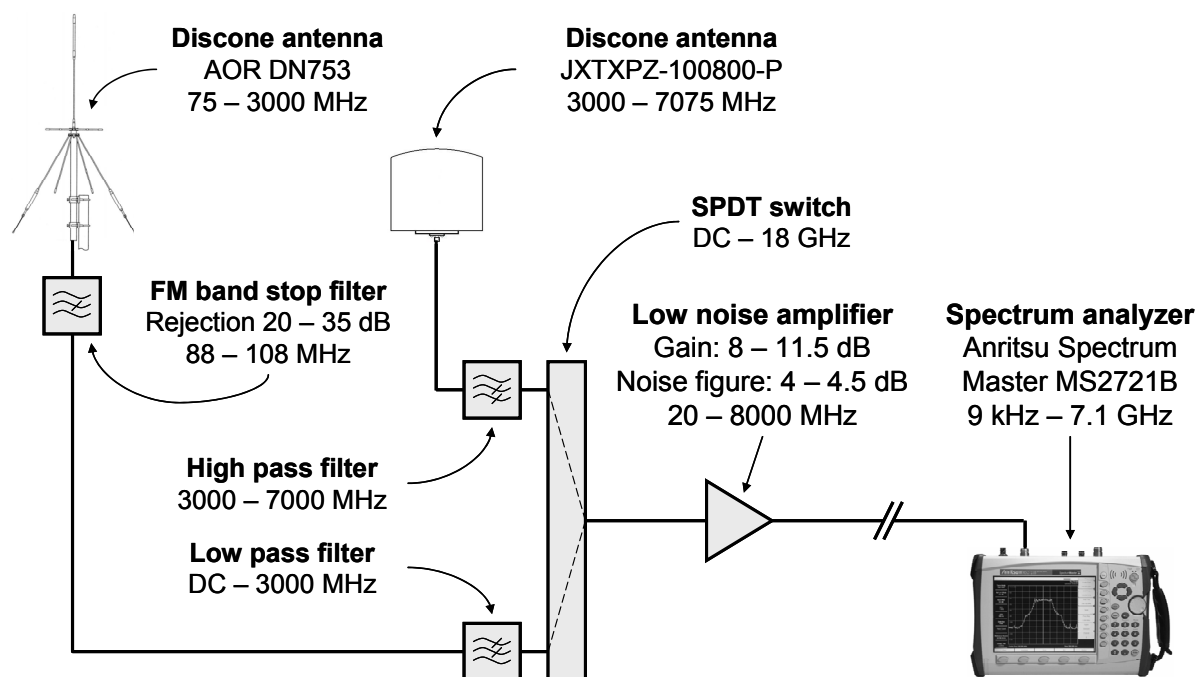 Discone antenna
AOR DN753
75 – 3000 MHz
Discone antenna
JXTXPZ-100800-P
3000 – 7075 MHz
SPDT switch
DC – 18 GHz
FM band stop filter
Rejection 20 – 35 dB
88 – 108 MHz
Low noise amplifier
Gain: 8 – 11.5 dB
Noise figure: 4 – 4.5 dB
20 – 8000 MHz
Spectrum analyzer
Anritsu Spectrum
Master MS2721B
9 kHz – 7.1 GHz
High pass filter
3000 – 7000 MHz
Low pass filter
DC – 3000 MHz